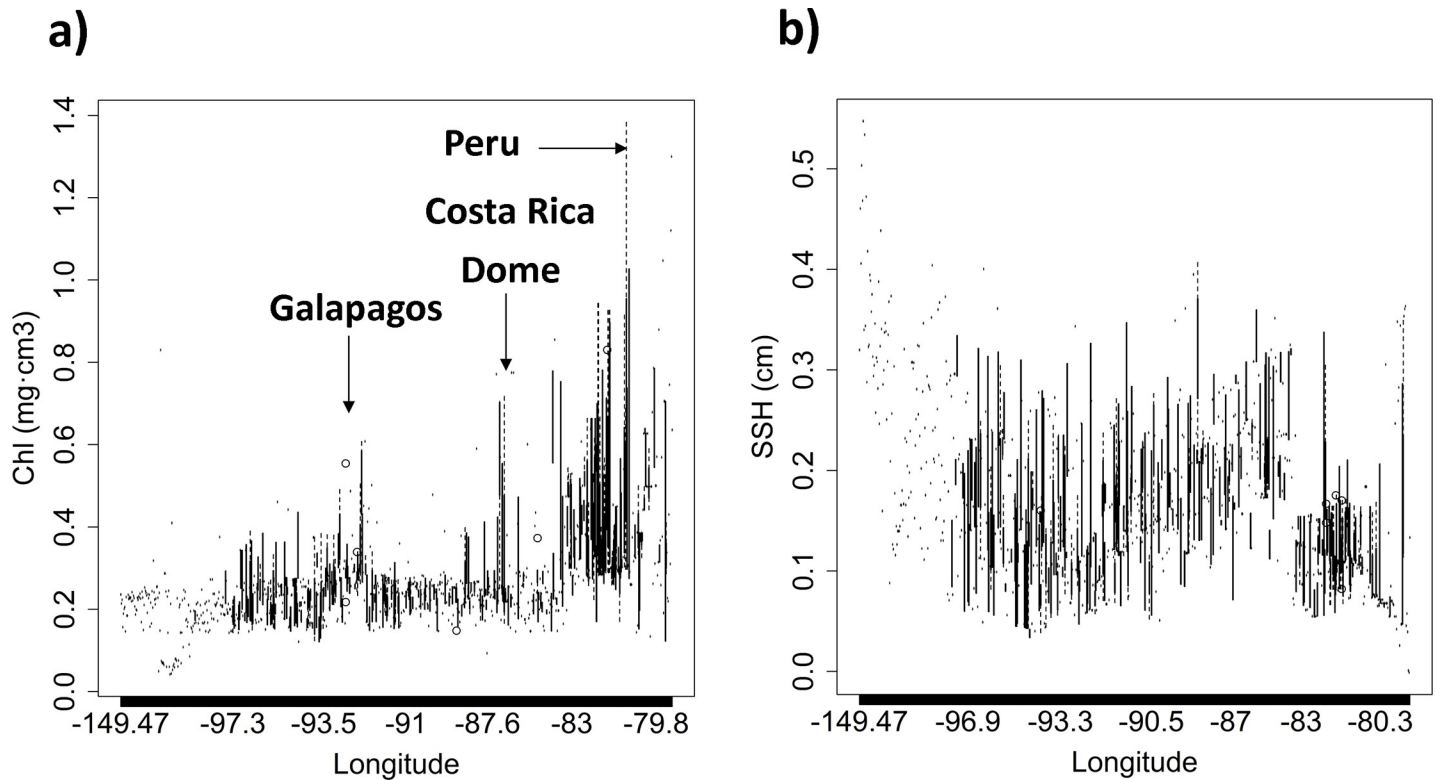 a)
Chl (mg·cm3)
1.4
1.2
1.0
0.8
0.6
0.4
0.2
0.0
Peru
Costa Rica
Dome
Galapagos
-149.47 -97.3 -93.5 -91 -87.6 -83 -79.8
Longitude
b)
SSH (cm)
0.5
0.4
0.3
0.2
0.1
0.0
-149.47 -96.9 -93.3 -90.5 -87 -83 -80.3
Longitude